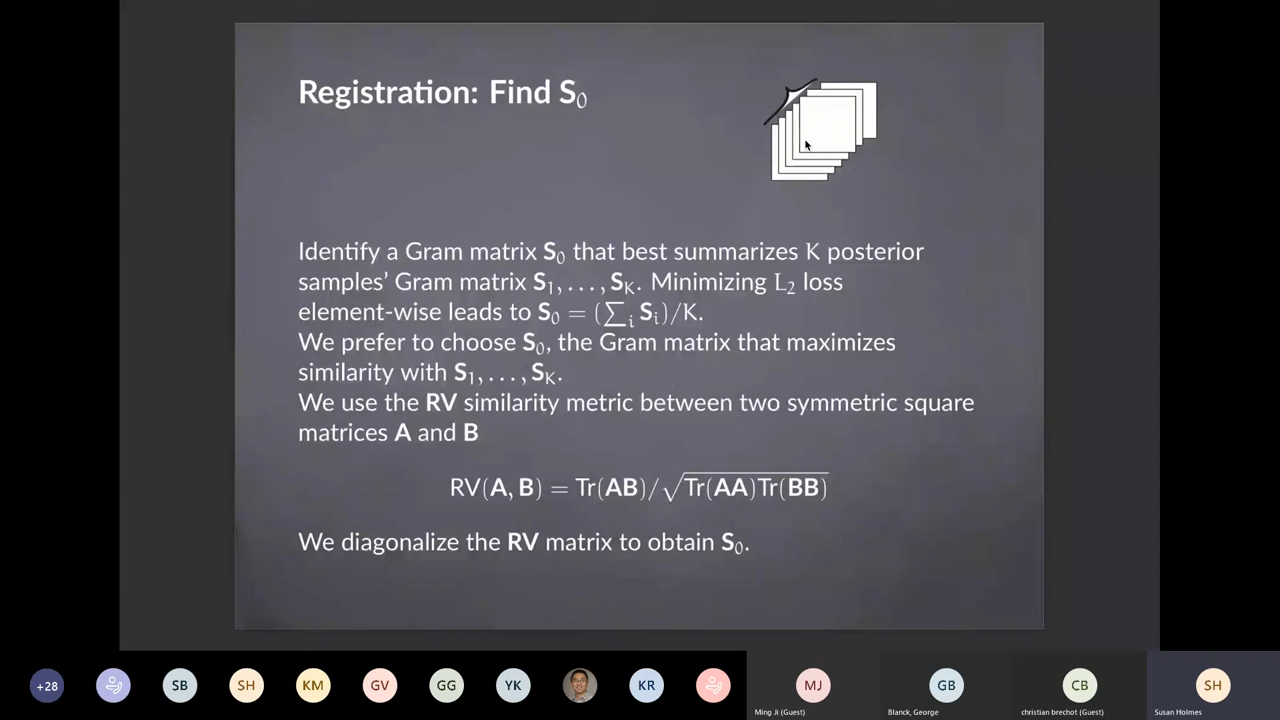 Registration: Find S₀
Identify a Gram matrix S₀ that best summarizes K posterior
samples’ Gram matrix S₁, . . . , S_K. Minimizing L₂ loss
element-wise leads to S₀ = (∑ᵢ Sᵢ)/K.
We prefer to choose S₀, the Gram matrix that maximizes
similarity with S₁, . . . , S_K.
We use the RV similarity metric between two symmetric square
matrices A and B
RV(A, B) = Tr(AB)/√Tr(AA)Tr(BB)
We diagonalize the RV matrix to obtain S₀.
+28 SB SH KM GV GG YK KR MJ GB CB SH
Ming Ji (Guest) Blanck, George christian brechot (Guest) Susan Holmes